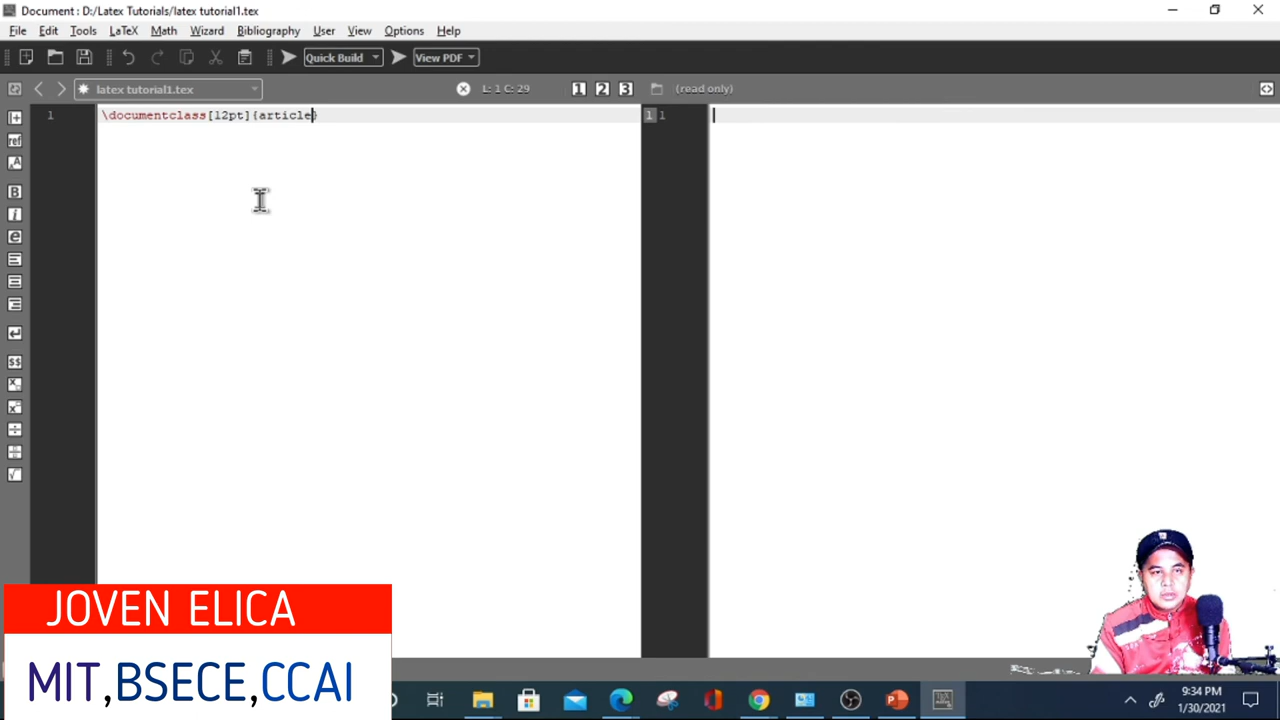 Document : D:/Latex Tutorials/latex tutorial1.tex
File Edit Tools LaTeX Math Wizard Bibliography User View Options Help
Quick Build View PDF
latex tutorial1.tex L: 1 C: 29 1 2 3 (read only)
1 \documentclass[12pt]{article} 1 1
ref
B
i
e
$$
JOVEN ELICA
MIT,BSECE,CCAI
9:34 PM
1/30/2021